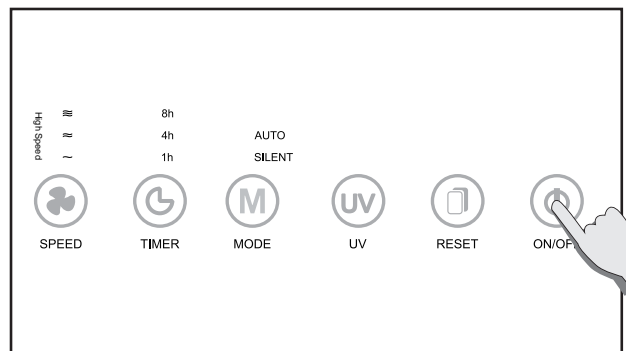 High Speed
≋ 8h
≈ 4h AUTO
~ 1h SILENT
M UV
SPEED TIMER MODE UV RESET ON/OF